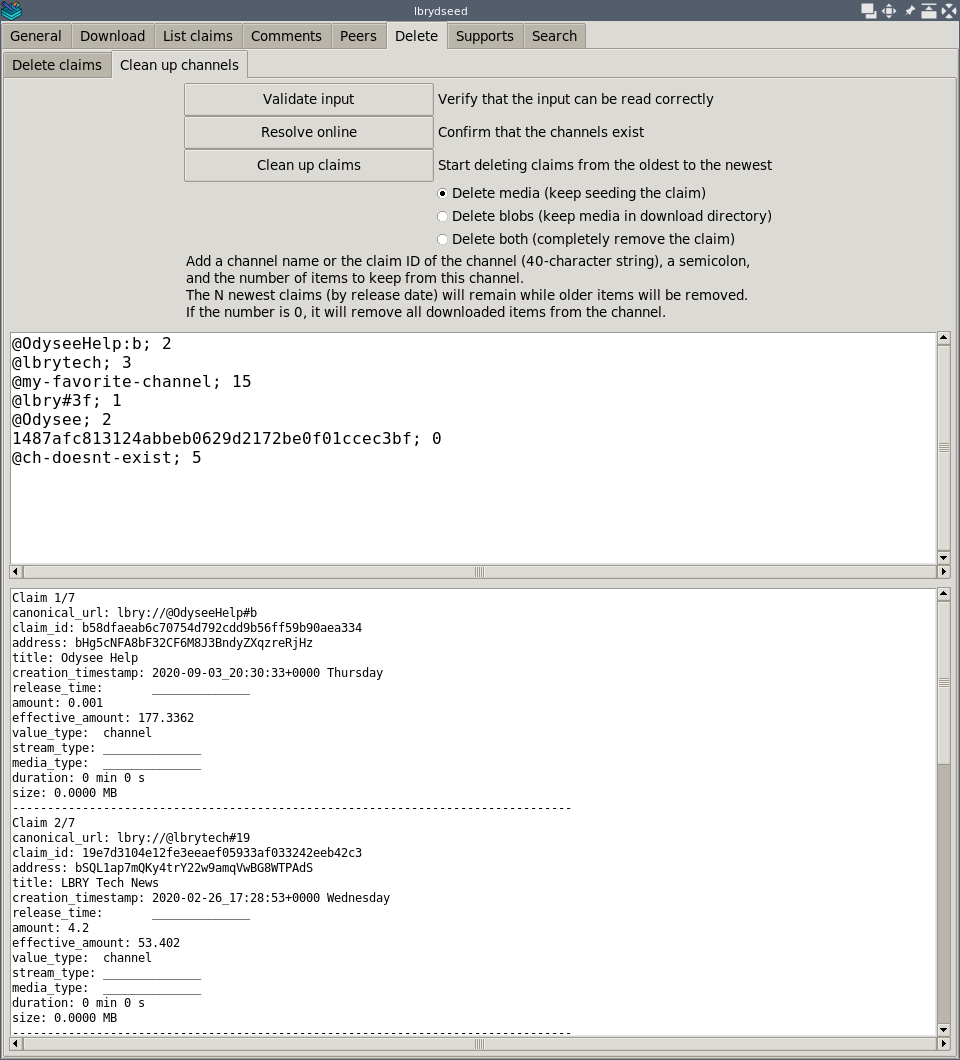 lbrydseed
General Download List claims Comments Peers Delete Supports Search
Delete claims Clean up channels
Validate input Verify that the input can be read correctly
Resolve online Confirm that the channels exist
Clean up claims Start deleting claims from the oldest to the newest
Delete media (keep seeding the claim)
Delete blobs (keep media in download directory)
Delete both (completely remove the claim)
Add a channel name or the claim ID of the channel (40-character string), a semicolon,
and the number of items to keep from this channel.
The N newest claims (by release date) will remain while older items will be removed.
If the number is 0, it will remove all downloaded items from the channel.
@OdyseeHelp:b; 2
@lbrytech; 3
@my-favorite-channel; 15
@lbry#3f; 1
@Odysee; 2
1487afc813124abbeb0629d2172be0f01ccec3bf; 0
@ch-doesnt-exist; 5
Claim 1/7
canonical_url: lbry://@OdyseeHelp#b
claim_id: b58dfaeab6c70754d792cdd9b56ff59b90aea334
address: bHg5cNFA8bF32CF6M8J3BndyZXqzreRjHz
title: Odysee Help
creation_timestamp: 2020-09-03_20:30:33+0000 Thursday
release_time:       ______________
amount: 0.001
effective_amount: 177.3362
value_type:  channel
stream_type: ______________
media_type:  ______________
duration: 0 min 0 s
size: 0.0000 MB
--------------------------------------------------------------------------------
Claim 2/7
canonical_url: lbry://@lbrytech#19
claim_id: 19e7d3104e12fe3eeaef05933af033242eeb42c3
address: bSQL1ap7mQKy4trY22w9amqVwBG8WTPAdS
title: LBRY Tech News
creation_timestamp: 2020-02-26_17:28:53+0000 Wednesday
release_time:       ______________
amount: 4.2
effective_amount: 53.402
value_type:  channel
stream_type: ______________
media_type:  ______________
duration: 0 min 0 s
size: 0.0000 MB
--------------------------------------------------------------------------------